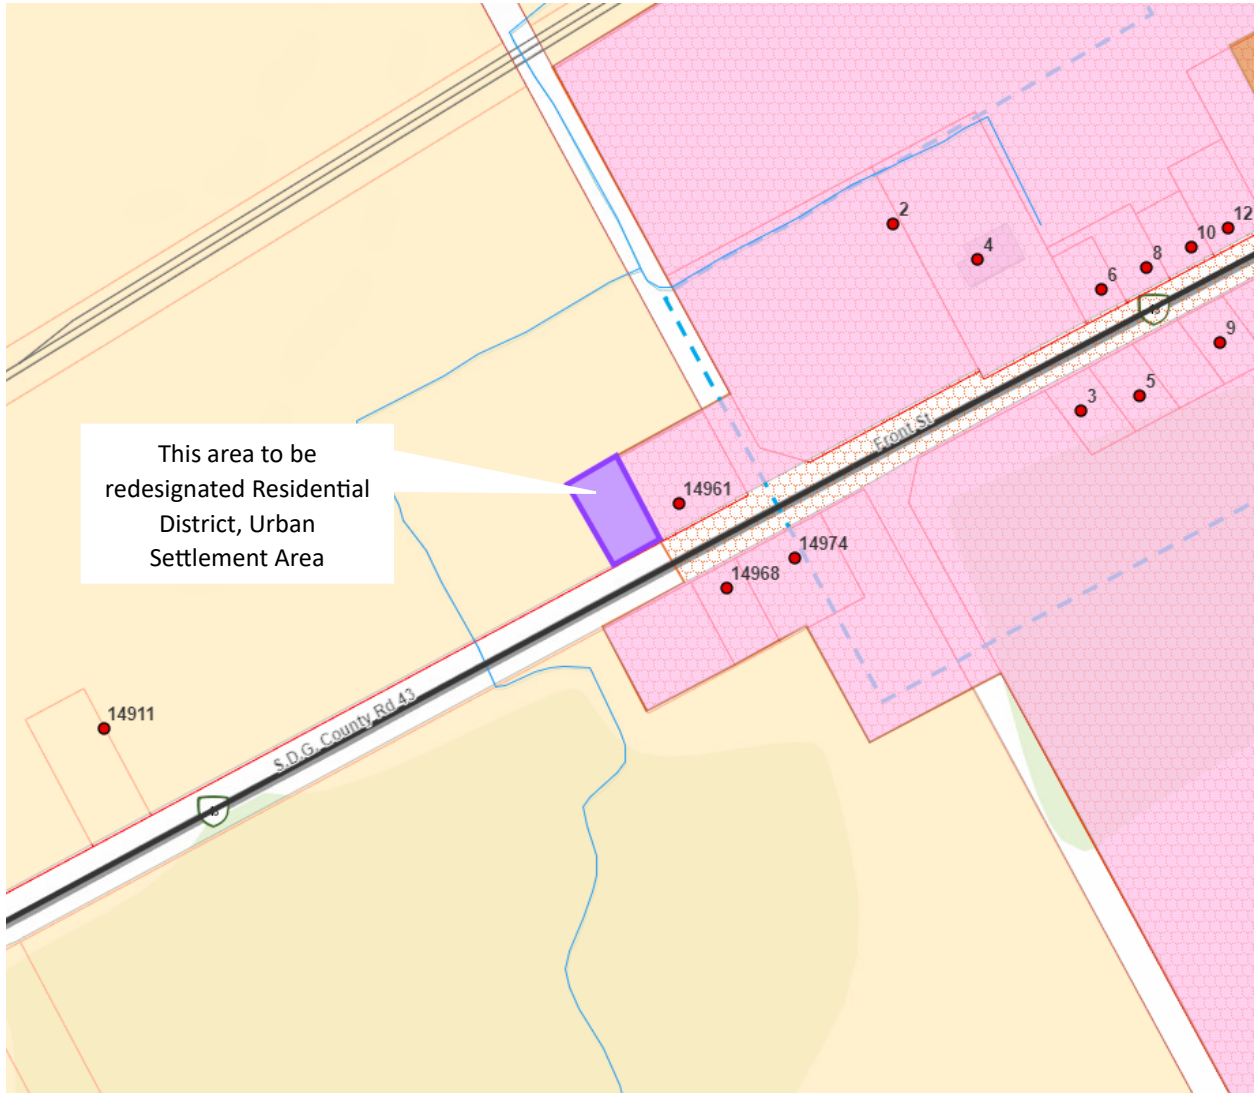 2
4
12
10
8
6
9
5
3
Front St
This area to be
redesignated Residential
District, Urban
Settlement Area
14961
14974
14968
14911
S.D.G. County Rd 43